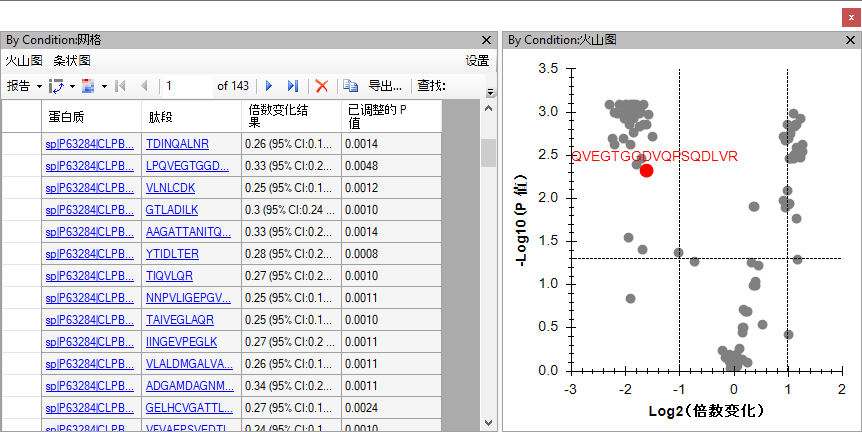 By Condition:网格
火山图 条状图 设置
报告 1 of 143 导出... 查找:
蛋白质 肽段 倍数变化结果 已调整的 P 值
sp|P63284|CLPB... TDINQALNR 0.26 (95% CI:0.1... 0.0014
sp|P63284|CLPB... LPQVEGTGGD... 0.33 (95% CI:0.2... 0.0048
sp|P63284|CLPB... VLNLCDK 0.25 (95% CI:0.1... 0.0012
sp|P63284|CLPB... GTLADILK 0.3 (95% CI:0.24 ... 0.0010
sp|P63284|CLPB... AAGATTANITQ... 0.33 (95% CI:0.2... 0.0014
sp|P63284|CLPB... YTIDLTER 0.28 (95% CI:0.2... 0.0008
sp|P63284|CLPB... TIQVLQR 0.27 (95% CI:0.2... 0.0010
sp|P63284|CLPB... NNPVLIGEPGV... 0.25 (95% CI:0.1... 0.0011
sp|P63284|CLPB... TAIVEGLAQR 0.25 (95% CI:0.1... 0.0010
sp|P63284|CLPB... IINGEVPEGLK 0.27 (95% CI:0.2 ... 0.0011
sp|P63284|CLPB... VLALDMGALVA... 0.26 (95% CI:0.1... 0.0011
sp|P63284|CLPB... ADGAMDAGNM... 0.34 (95% CI:0.2... 0.0011
sp|P63284|CLPB... GELHCVGATTL... 0.27 (95% CI:0.1... 0.0024
sp|P63284|CLPB... VFVAEPSVEDTI... 0.24 (95% CI:0.1... 0.0010
By Condition:火山图
3.5
3.0
2.5
2.0
1.5
1.0
0.5
0.0
-Log10 (P 值)
QVEGTGGDVQPSQDLVR
-3 -2 -1 0 1 2
Log2(倍数变化)